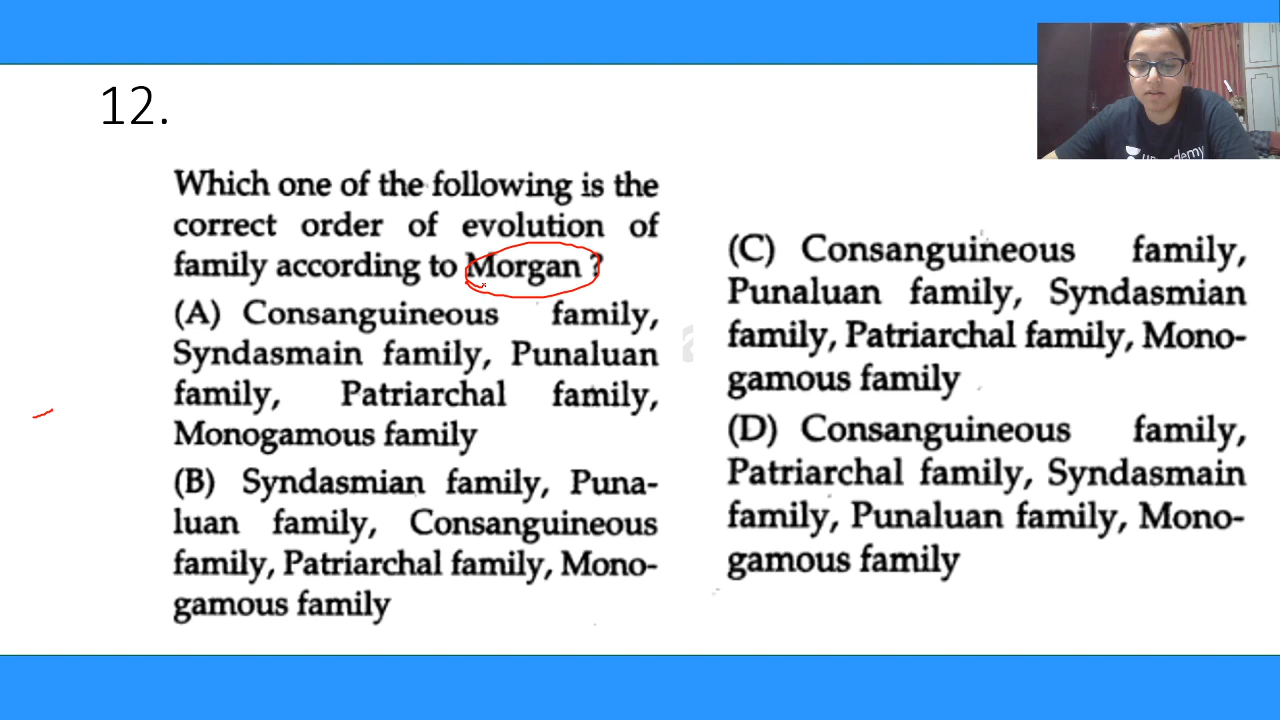 12.
Which one of the following is the
correct order of evolution of
family according to Morgan ?
(A) Consanguineous family,
Syndasmain family, Punaluan
family, Patriarchal family,
Monogamous family
(B) Syndasmian family, Puna-
luan family, Consanguineous
family, Patriarchal family, Mono-
gamous family
(C) Consanguineous family,
Punaluan family, Syndasmian
family, Patriarchal family, Mono-
gamous family
(D) Consanguineous family,
Patriarchal family, Syndasmain
family, Punaluan family, Mono-
gamous family